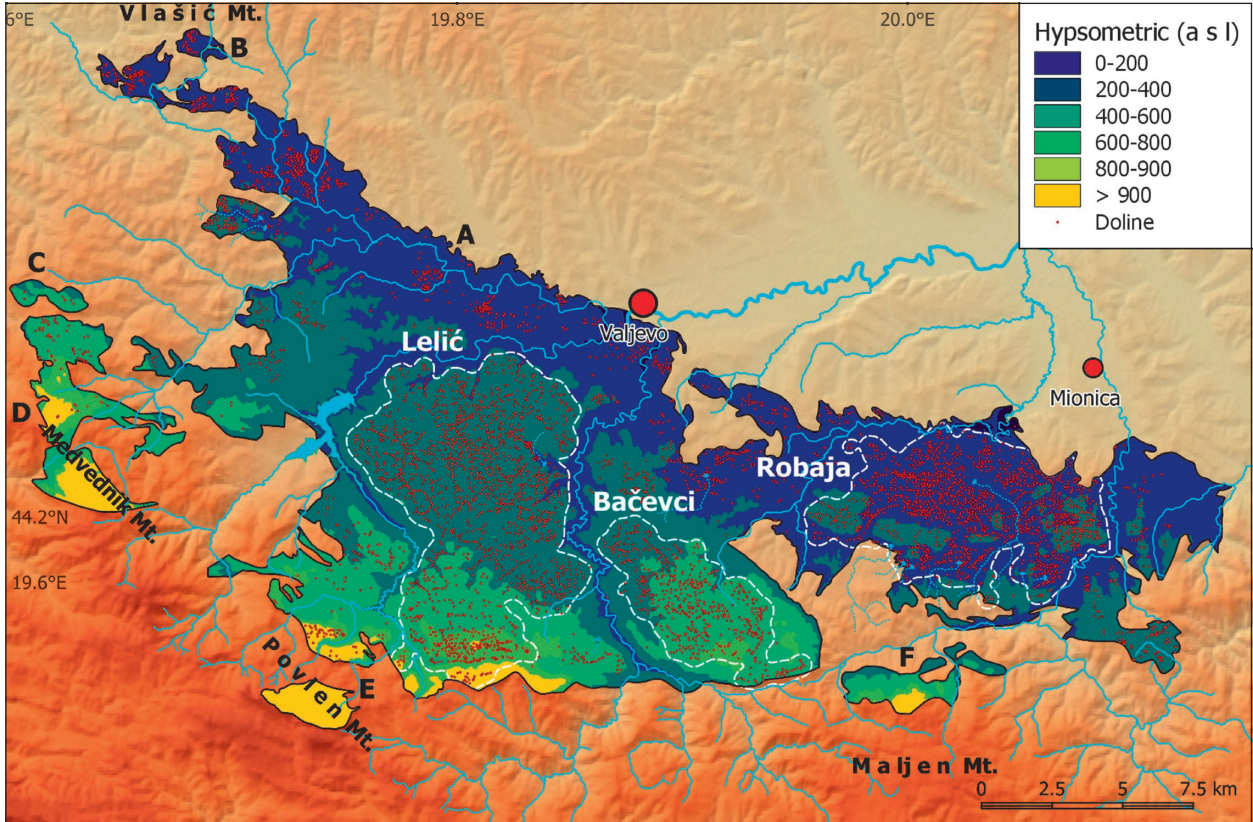 6°E
19.8°E
20.0°E
Vlašić Mt.
B
Hypsometric (a s l)
0-200
200-400
400-600
600-800
800-900
> 900
Doline
A
C
Valjevo
Lelić
Mionica
D
Medvednik Mt.
Robaja
Bačevci
44.2°N
19.6°E
Povlen Mt.
E
F
Maljen Mt.
0 2.5 5 7.5 km